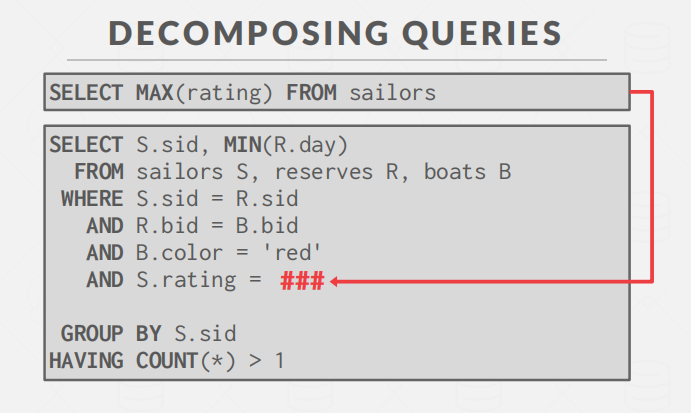 DECOMPOSING QUERIES
SELECT MAX(rating) FROM sailors
SELECT S.sid, MIN(R.day)
FROM sailors S, reserves R, boats B
WHERE S.sid = R.sid
AND R.bid = B.bid
AND B.color = 'red'
AND S.rating = ###
GROUP BY S.sid
HAVING COUNT(*) > 1